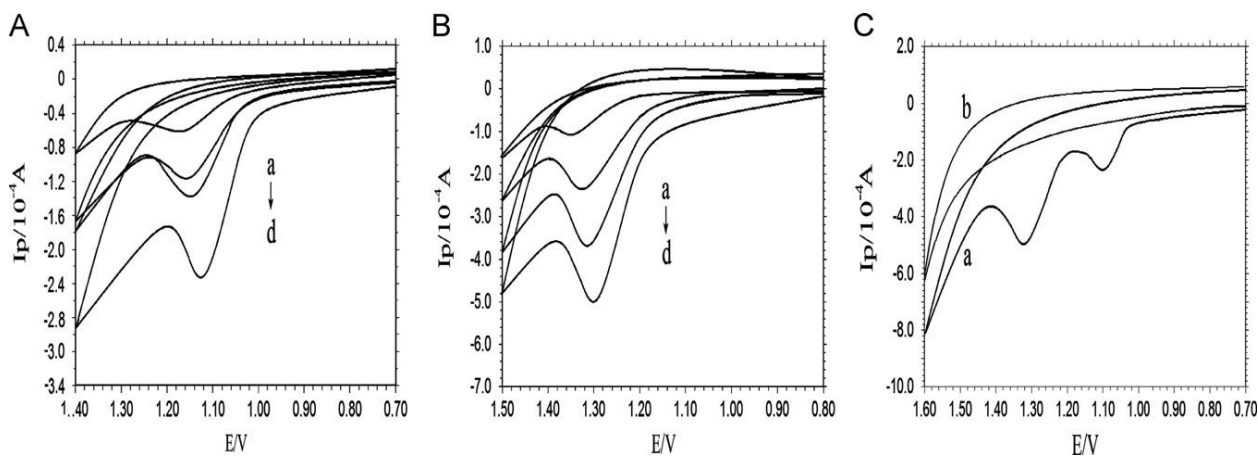 A
Ip/10⁻⁴A
0.4
0
-0.4
-0.8
-1.2
-1.6
-2.0
-2.4
-2.8
-3.4
a
d
1.40 1.30 1.20 1.10 1.00 0.90 0.80 0.70
E/V
B
Ip/10⁻⁴A
1.0
0
-1.0
-2.0
-3.0
-4.0
-5.0
-6.0
-7.0
a
d
1.50 1.40 1.30 1.20 1.10 1.00 0.90 0.80
E/V
C
Ip/10⁻⁴A
2.0
0
-2.0
-4.0
-6.0
-8.0
-10.0
b
a
1.60 1.50 1.40 1.30 1.20 1.10 1.00 0.90 0.80 0.70
E/V